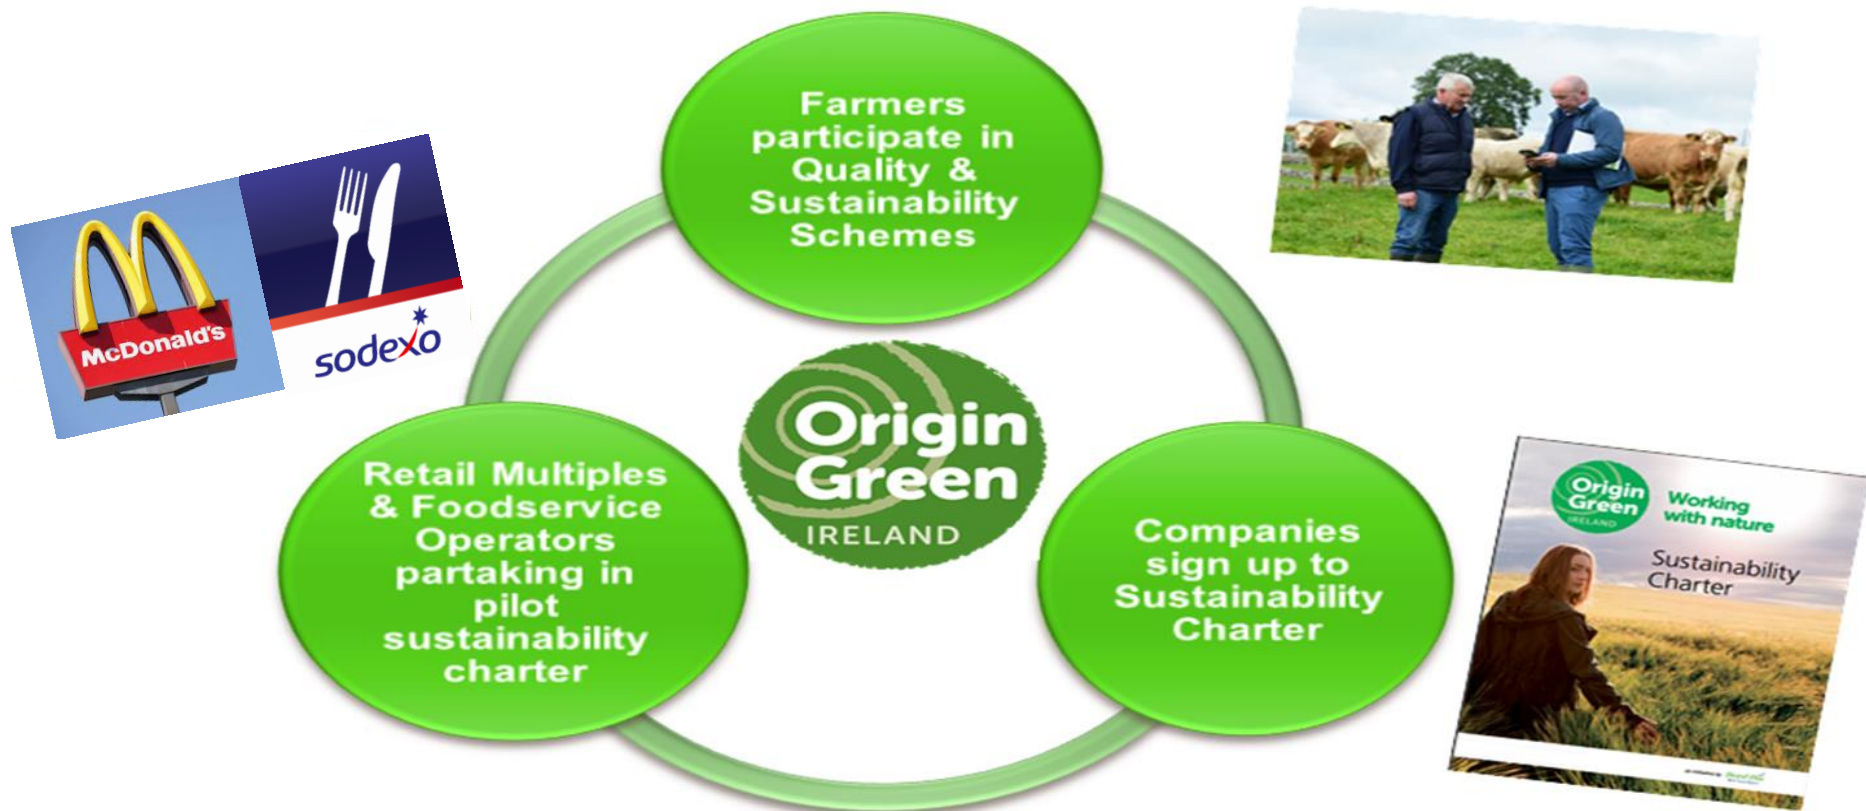 Farmers
participate in
Quality &
Sustainability
Schemes
McDonald's
sodexo
Origin
Green
IRELAND
Retail Multiples
& Foodservice
Operators
partaking in
pilot
sustainability
charter
Companies
sign up to
Sustainability
Charter
Origin
Green
IRELAND
Working
with nature
Sustainability
Charter